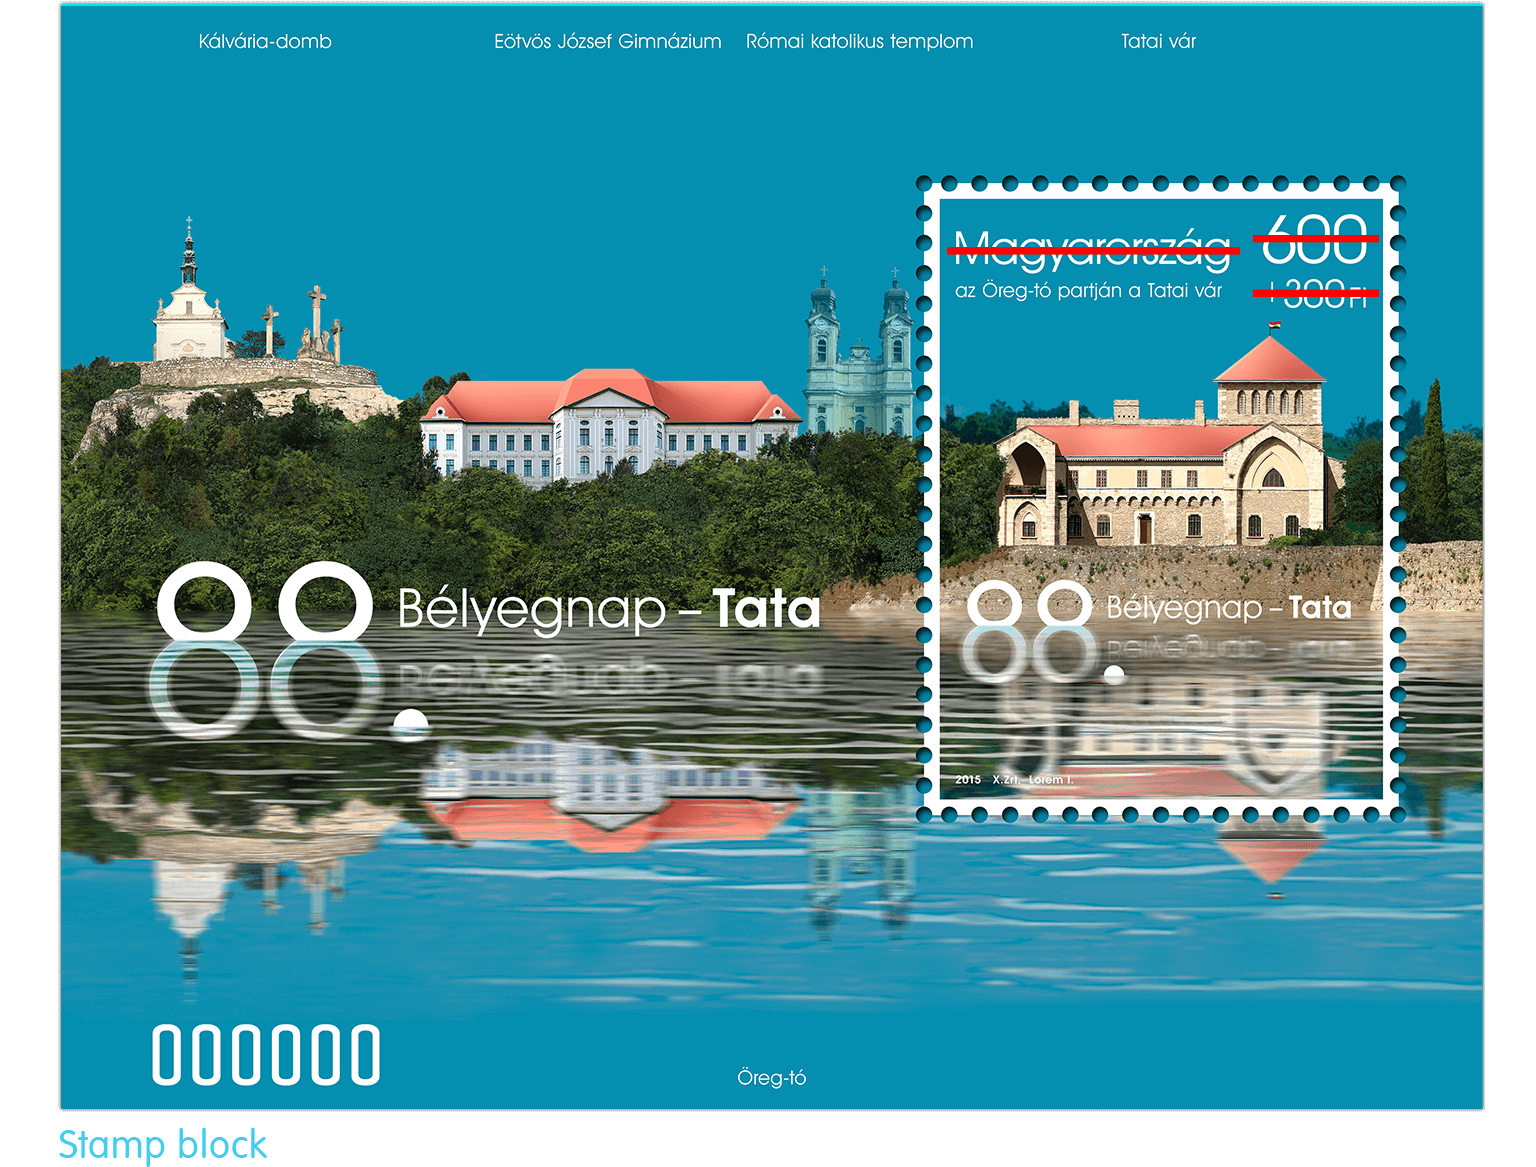 Kálvária-domb
Eötvös József Gimnázium
Római katolikus templom
Tatai vár
Magyarország
600
+300 Ft
az Öreg-tó partján a Tatai vár
88. Bélyegnap – Tata
88. Bélyegnap – Tata
2015 X.Zrt. Lorem I.
000000
Öreg-tó
Stamp block